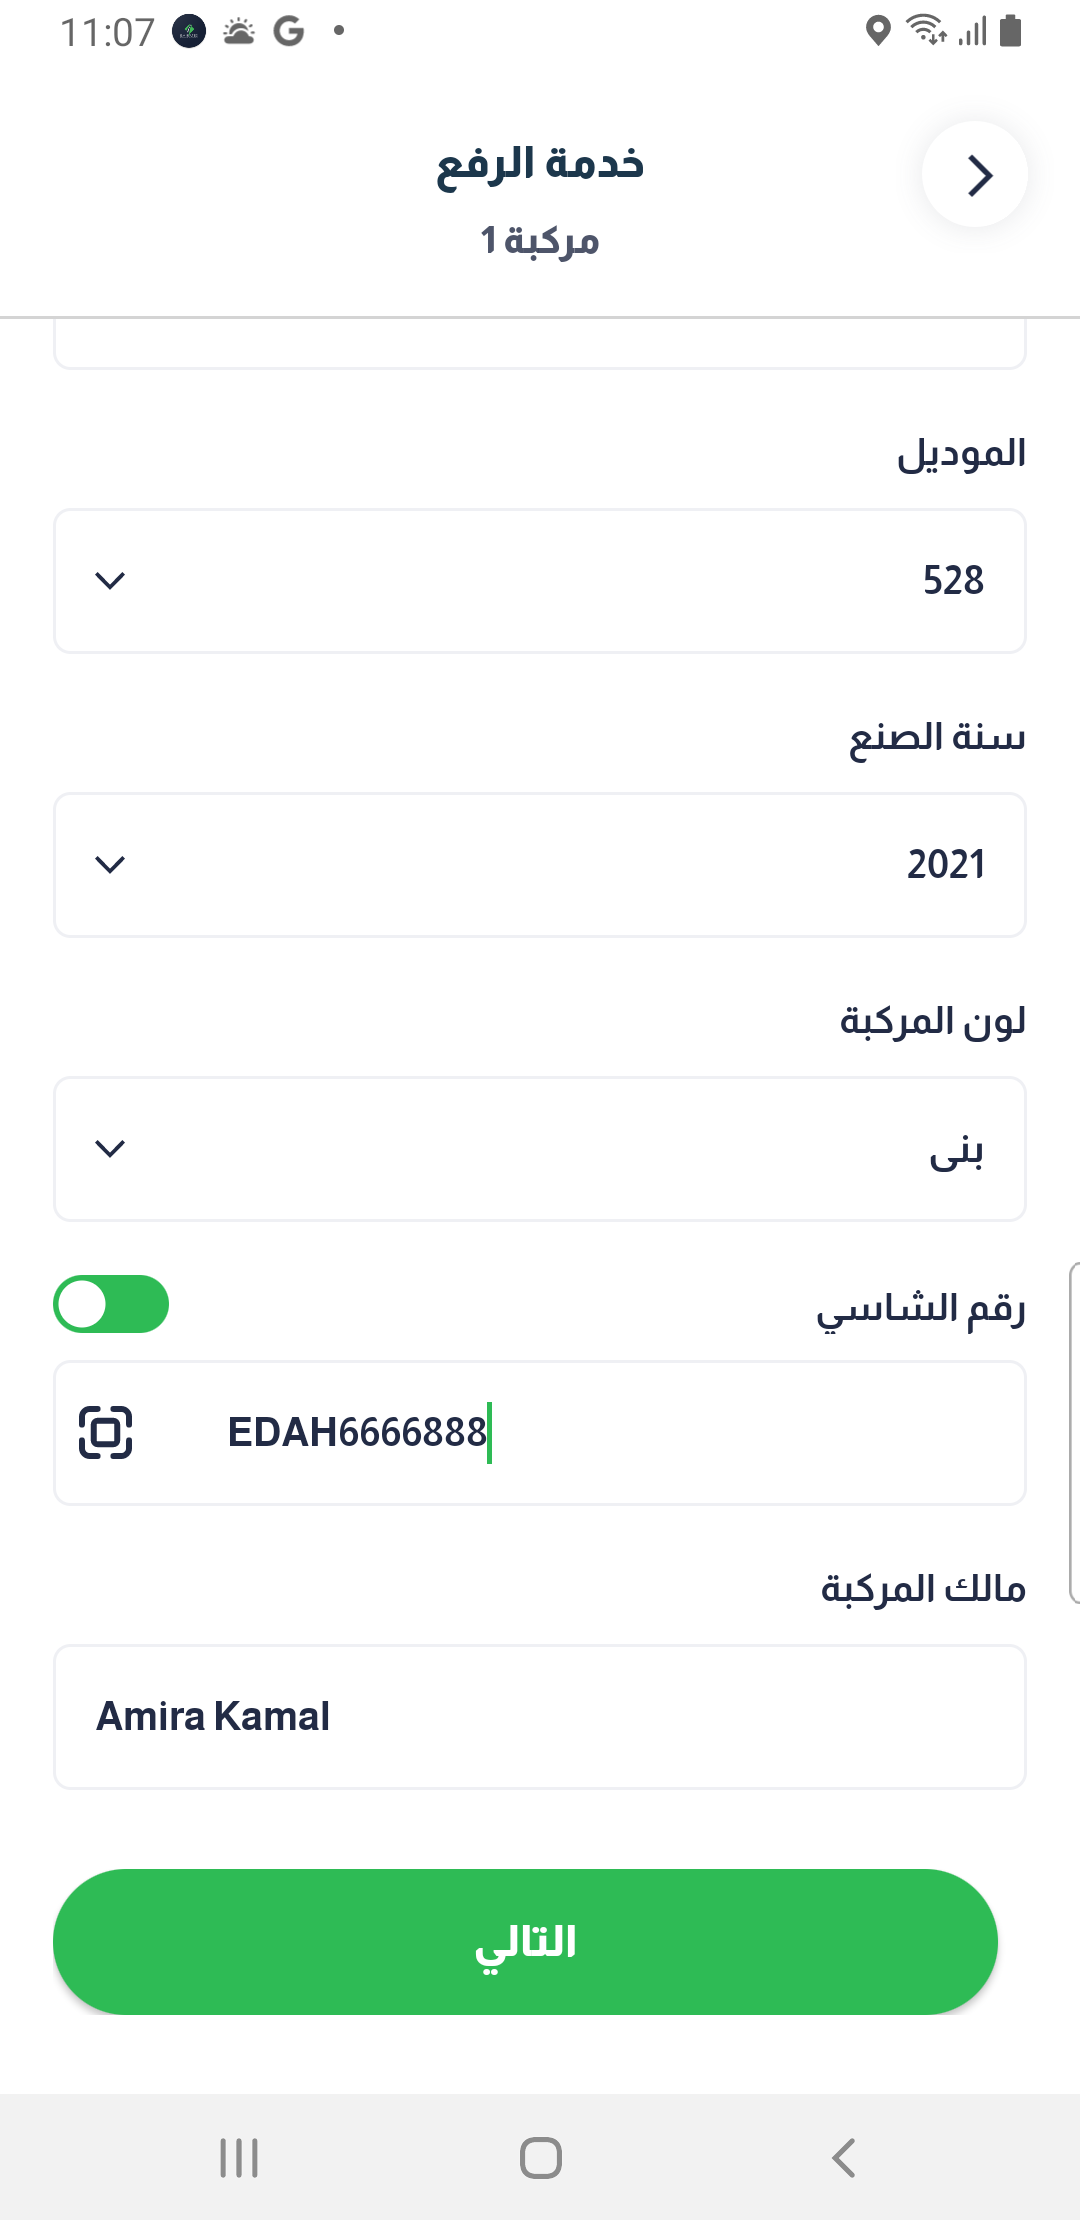 11:07
خدمة الرفع
مركبة 1
الموديل
528
سنة الصنع
2021
لون المركبة
بنى
رقم الشاسي
EDAH6666888
مالك المركبة
Amira Kamal
التالي